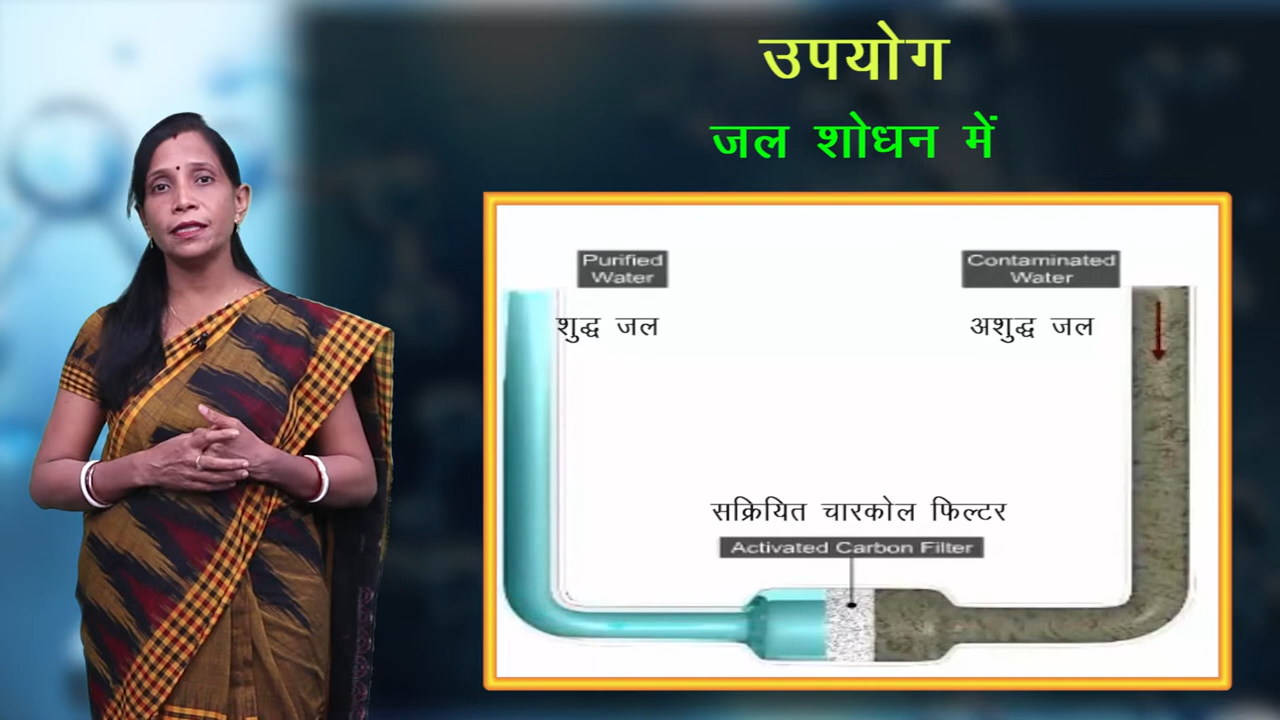 उपयोग
जल शोधन में
Purified
Water
शुद्ध जल
Contaminated
Water
अशुद्ध जल
सक्रियित चारकोल फिल्टर
Activated Carbon Filter